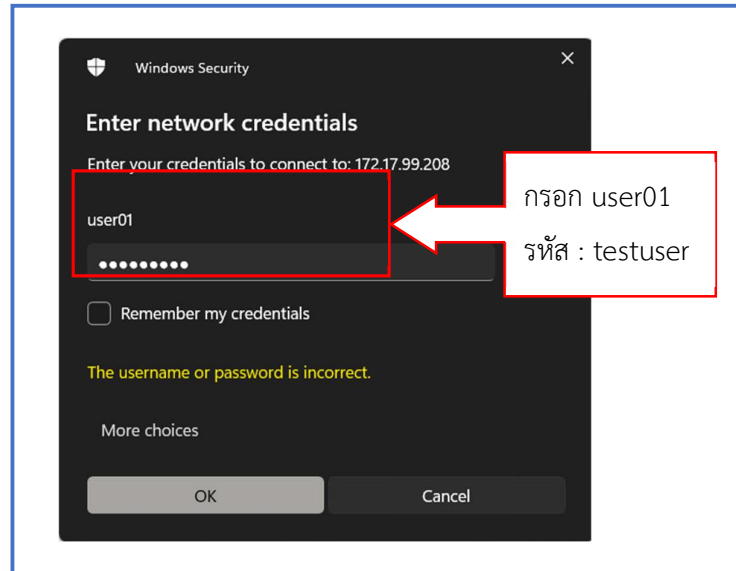 Windows Security
Enter network credentials
Enter your credentials to connect to: 172.17.99.208
user01
●●●●●●●●●
Remember my credentials
The username or password is incorrect.
More choices
OK
Cancel
กรอก user01
รหัส : testuser